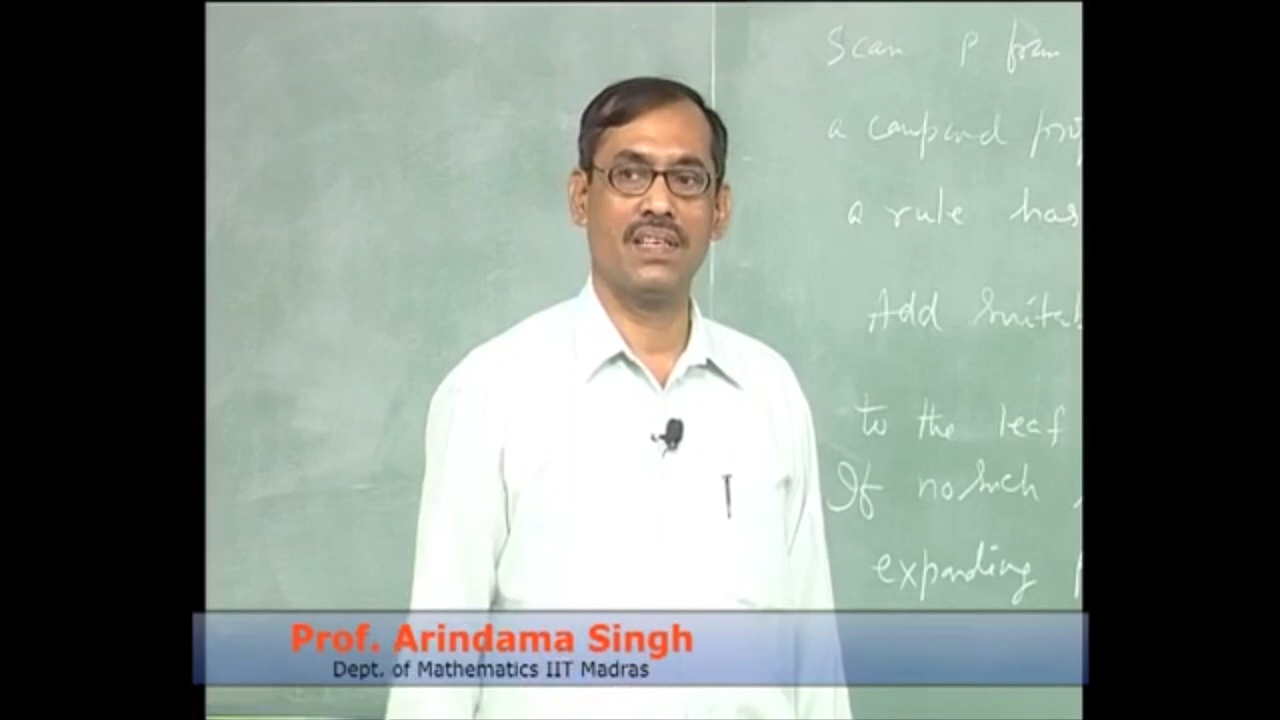 Scan P from
a compound
a rule has
Add
to the leaf
If no such
expanding
Prof. Arindama Singh
Dept. of Mathematics IIT Madras